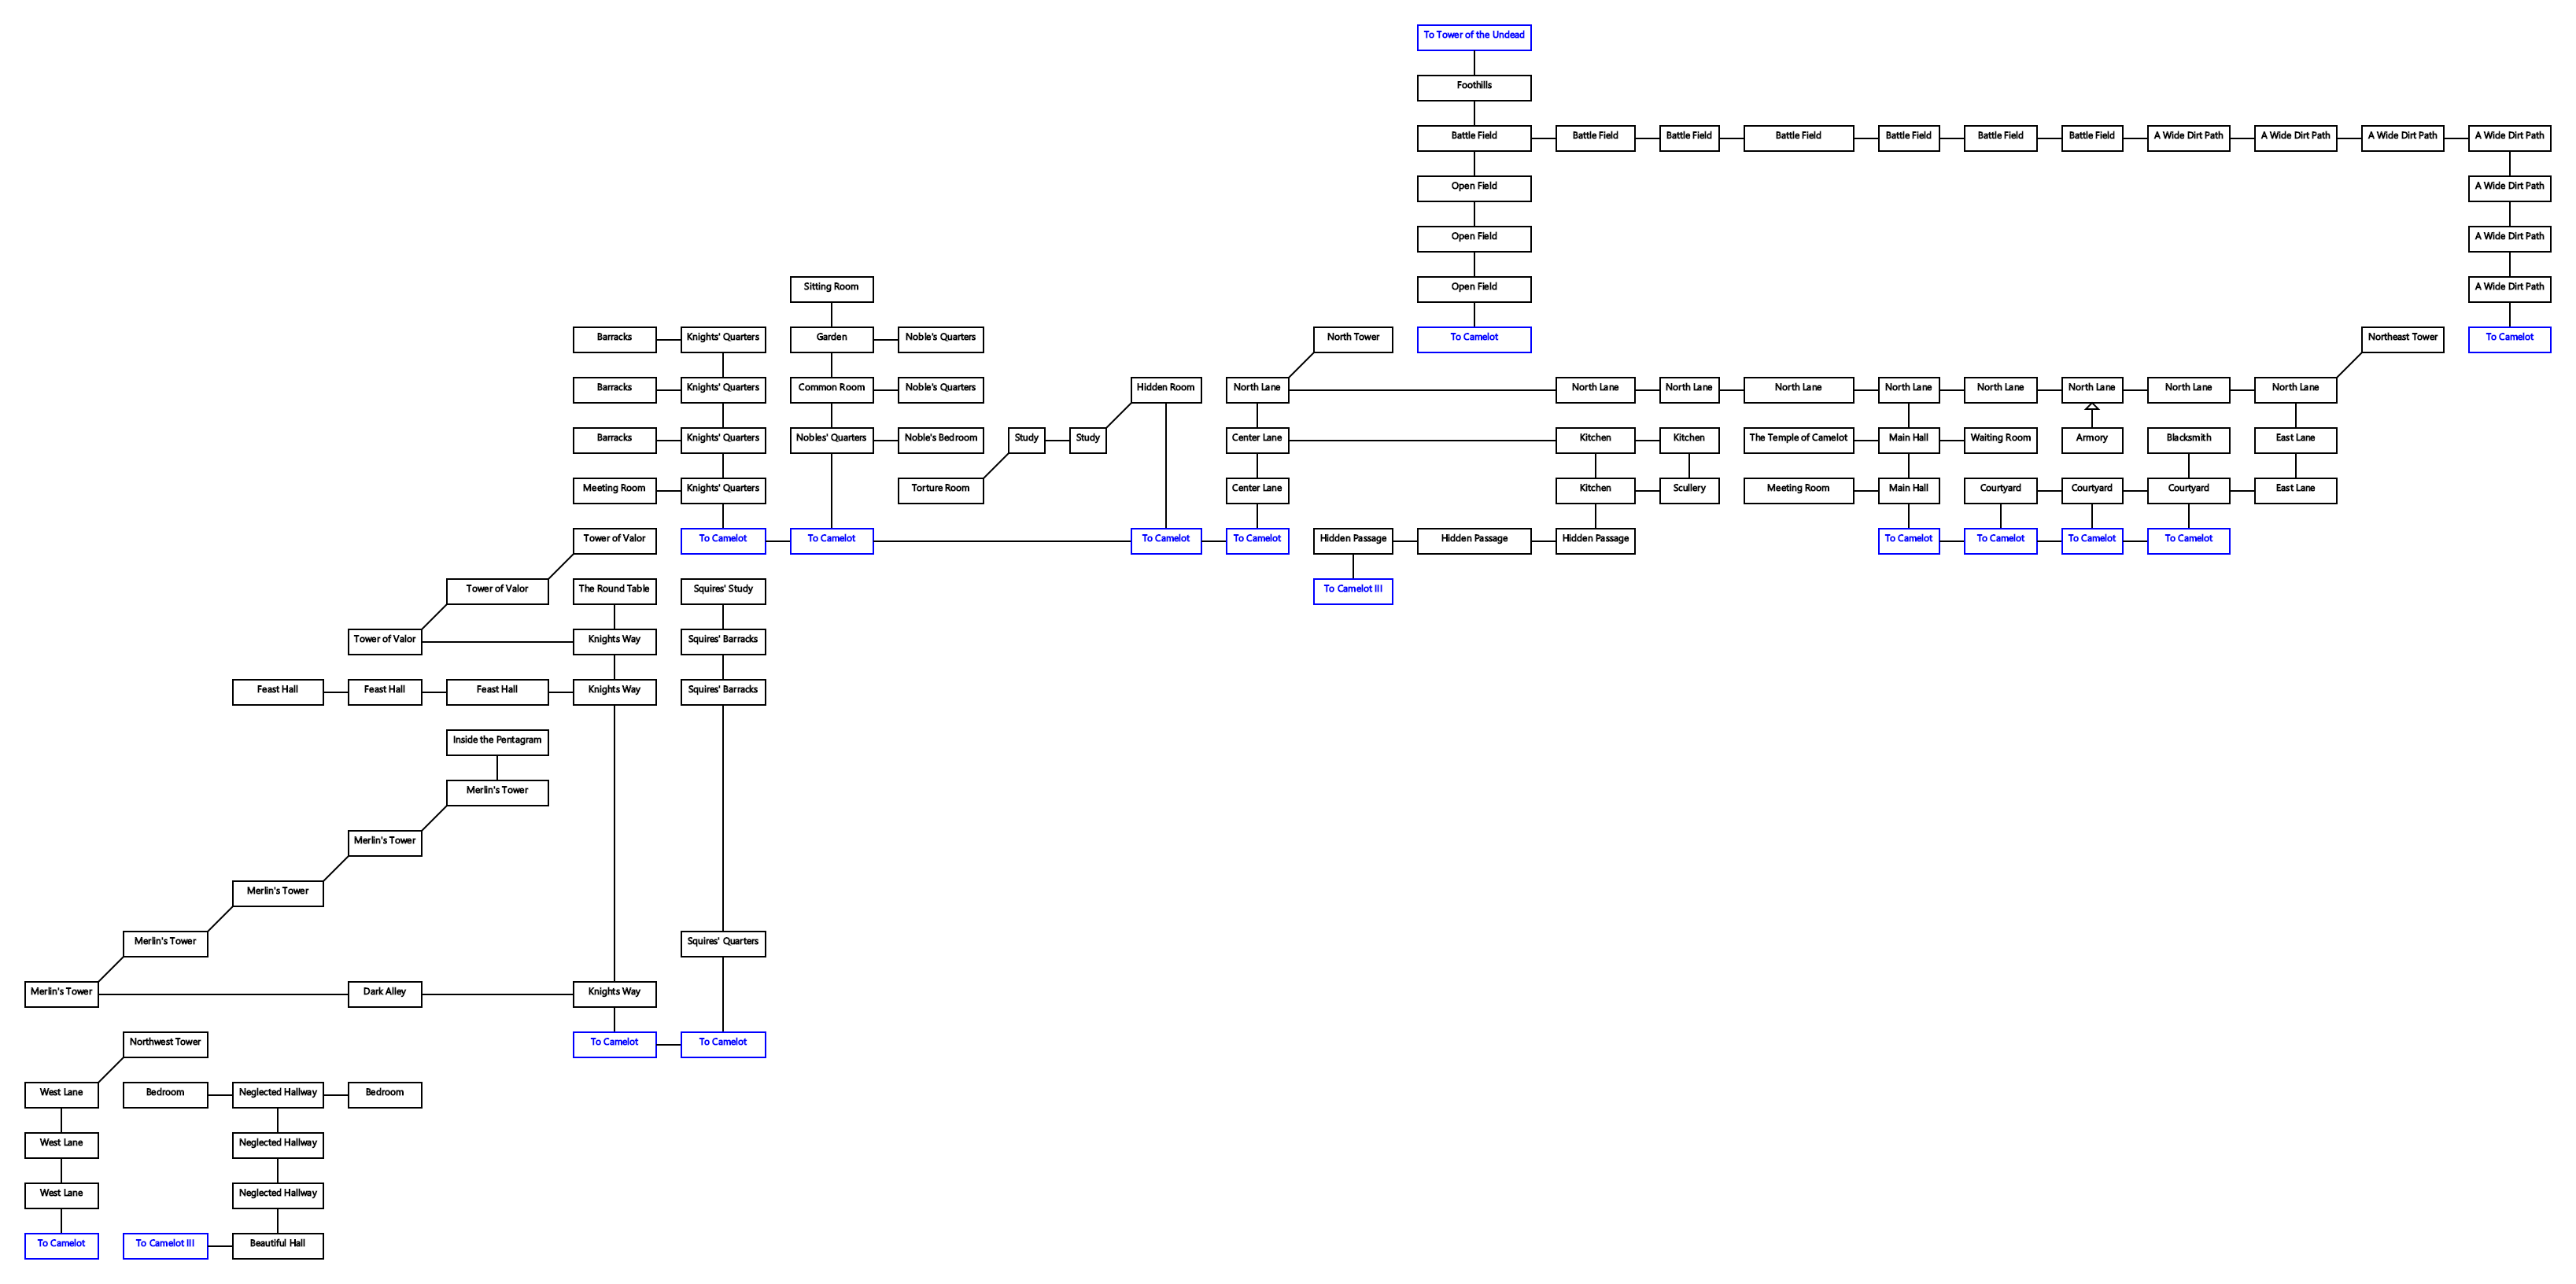 To Tower of the Undead
Foothills
Battle Field Battle Field Battle Field Battle Field Battle Field Battle Field Battle Field A Wide Dirt Path A Wide Dirt Path A Wide Dirt Path A Wide Dirt Path
Open Field A Wide Dirt Path
Open Field A Wide Dirt Path
Sitting Room Open Field A Wide Dirt Path
Barracks Knights' Quarters Garden Noble's Quarters North Tower To Camelot Northeast Tower To Camelot
Barracks Knights' Quarters Common Room Noble's Quarters Hidden Room North Lane North Lane North Lane North Lane North Lane North Lane North Lane North Lane North Lane
Barracks Knights' Quarters Nobles' Quarters Noble's Bedroom Study Study Center Lane Kitchen Kitchen The Temple of Camelot Main Hall Waiting Room Armory Blacksmith East Lane
Meeting Room Knights' Quarters Torture Room Center Lane Kitchen Scullery Meeting Room Main Hall Courtyard Courtyard Courtyard East Lane
Tower of Valor To Camelot To Camelot To Camelot To Camelot Hidden Passage Hidden Passage Hidden Passage To Camelot To Camelot To Camelot To Camelot
Tower of Valor The Round Table Squires' Study To Camelot III
Tower of Valor Knights Way Squires' Barracks
Feast Hall Feast Hall Feast Hall Knights Way Squires' Barracks
Inside the Pentagram
Merlin's Tower
Merlin's Tower
Merlin's Tower
Merlin's Tower Squires' Quarters
Merlin's Tower Dark Alley Knights Way
Northwest Tower To Camelot To Camelot
West Lane Bedroom Neglected Hallway Bedroom
West Lane Neglected Hallway
West Lane Neglected Hallway
To Camelot To Camelot III Beautiful Hall